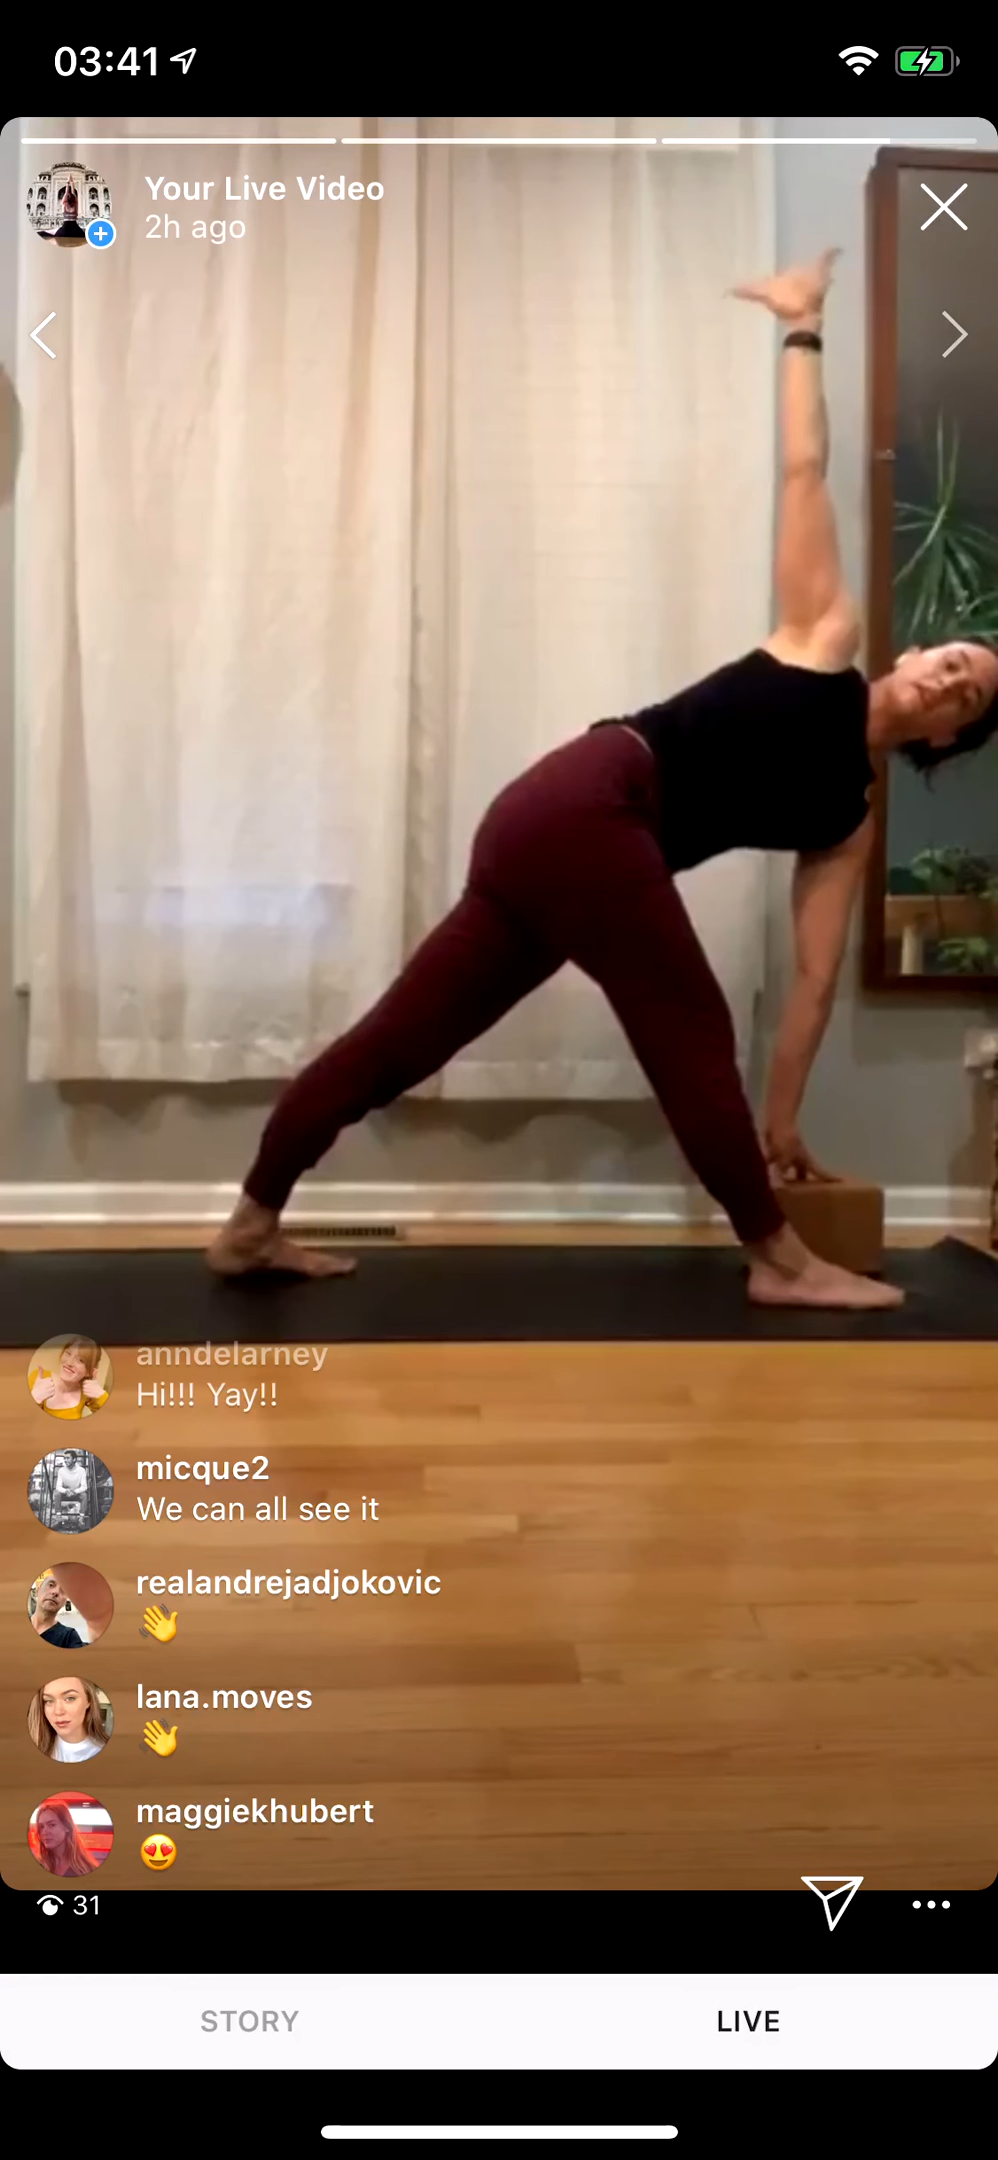 03:41
Your Live Video
2h ago
anndelarney
Hi!!! Yay!!
micque2
We can all see it
realandrejadjokovic
👋
lana.moves
👋
maggiekhubert
😍
31
STORY
LIVE